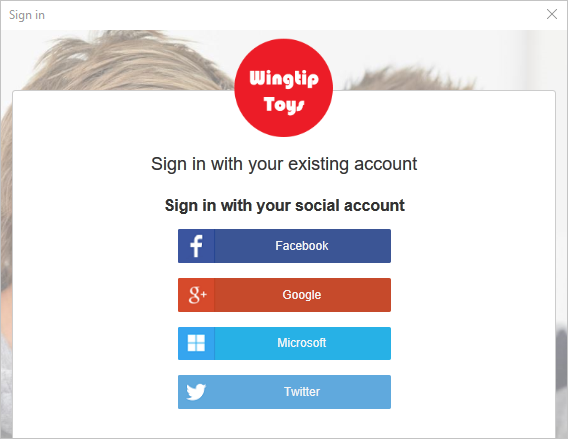 Sign in
Wingtip
Toys
Sign in with your existing account
Sign in with your social account
Facebook
Google
Microsoft
Twitter